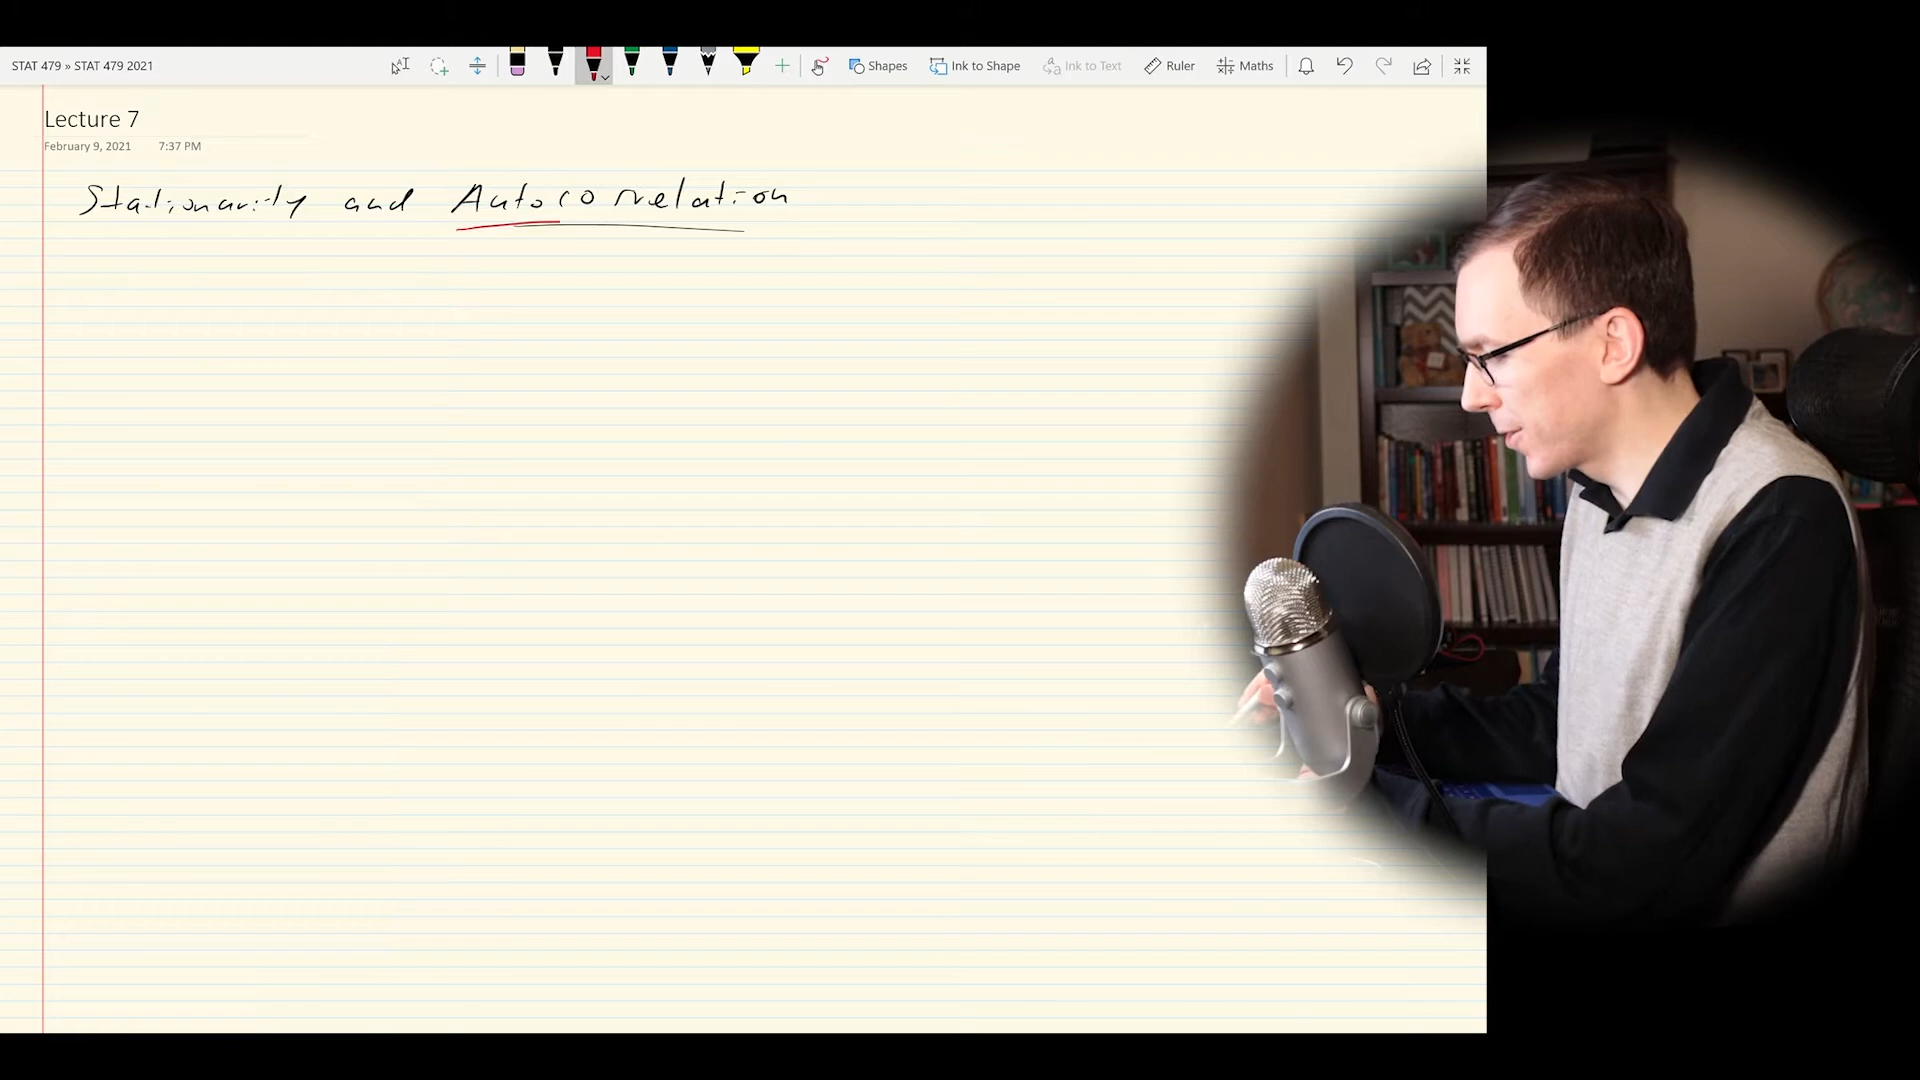 STAT 479 » STAT 479 2021
Shapes
Ink to Shape
Ink to Text
Ruler
Maths
Lecture 7
February 9, 2021 7:37 PM
Stationarity and Autocorrelation